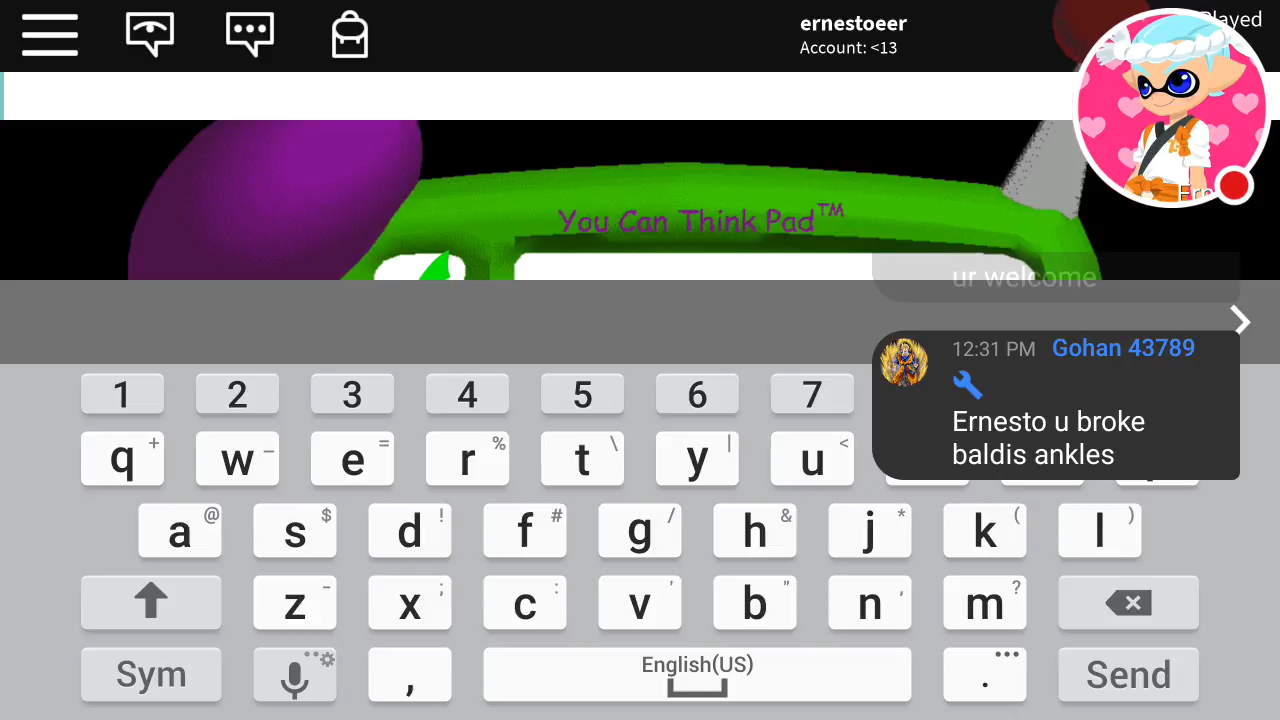 ernestoeer
Account: <13
Played
You Can Think Pad™
ur welcome
12:31 PM Gohan 43789
Ernesto u broke
baldis ankles
1 2 3 4 5 6 7
q + w – e = r % t \ y | u <
a @ s $ d ! f # g / h & j * k ( l )
z - x ; c : v ' b " n , m ?
Sym , English(US) . Send